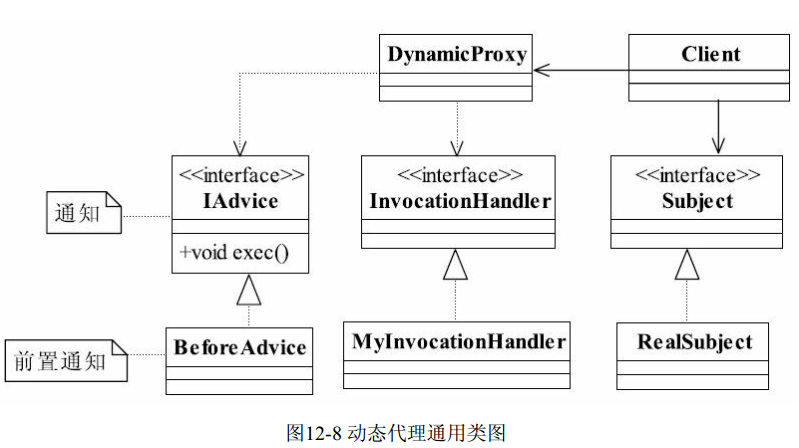 DynamicProxy
Client
<<interface>>
IAdvice
<<interface>>
InvocationHandler
<<interface>>
Subject
通知
+void exec()
前置通知
BeforeAdvice
MyInvocationHandler
RealSubject
图12-8 动态代理通用类图